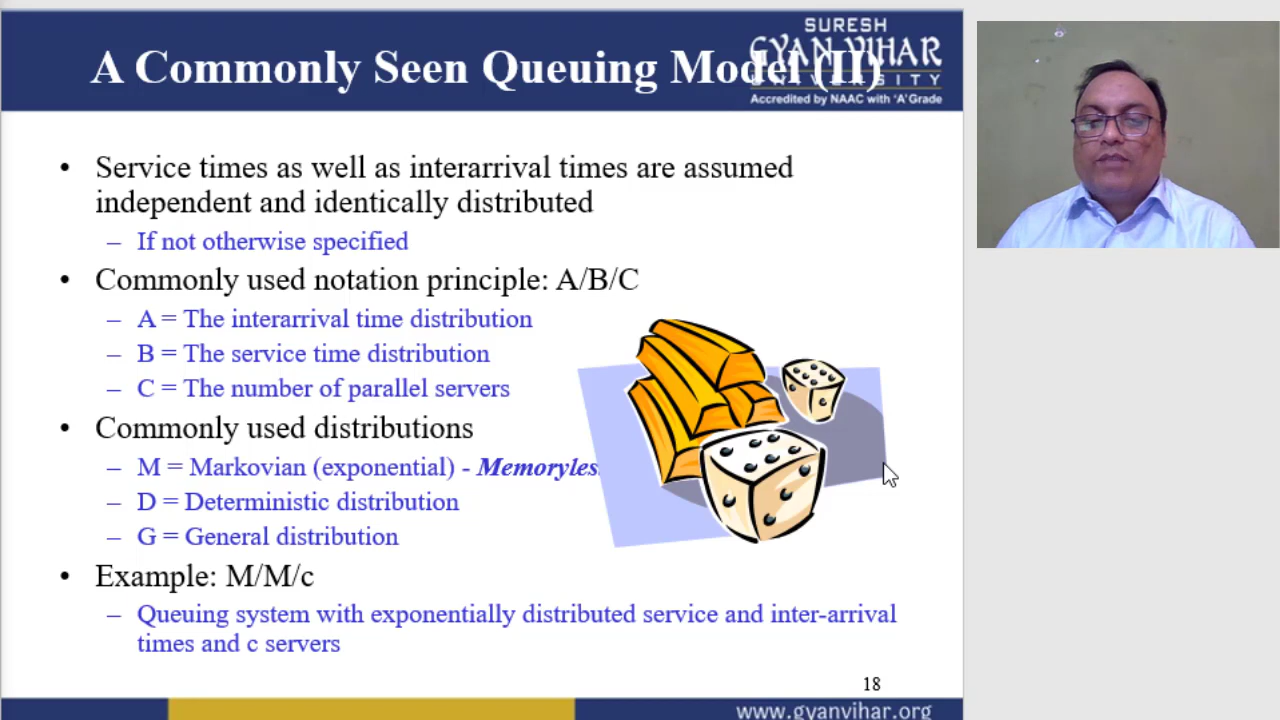 A Commonly Seen Queuing Model (II)
SURESH
GYAN VIHAR
UNIVERSITY
Accredited by NAAC with 'A' Grade
• Service times as well as interarrival times are assumed
independent and identically distributed
– If not otherwise specified
• Commonly used notation principle: A/B/C
– A = The interarrival time distribution
– B = The service time distribution
– C = The number of parallel servers
• Commonly used distributions
– M = Markovian (exponential) -
– D = Deterministic distribution
– G = General distribution
• Example: M/M/c
– Queuing system with exponentially distributed service and inter-arrival
times and c servers
18
www.gyanvihar.org